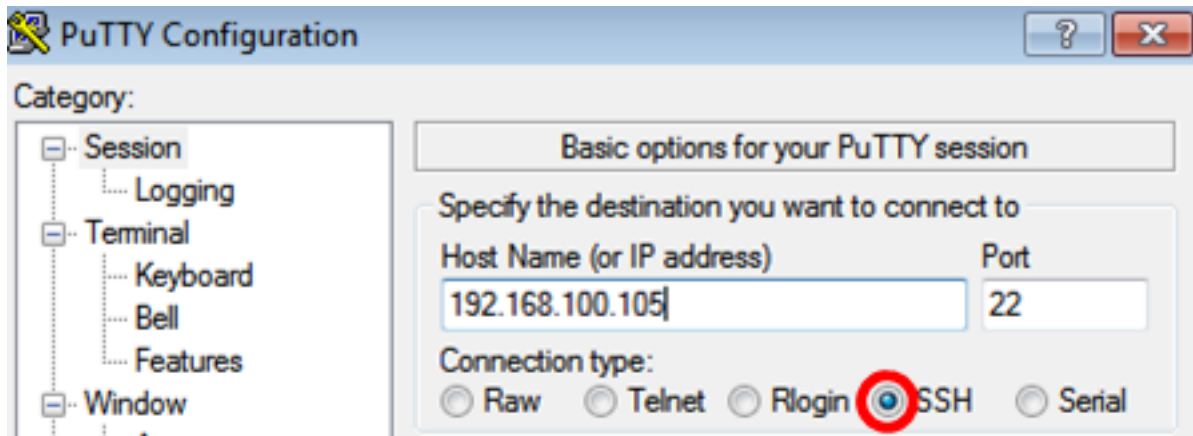 PuTTY Configuration
Category:
Session
Logging
Terminal
Keyboard
Bell
Features
Window
Basic options for your PuTTY session
Specify the destination you want to connect to
Host Name (or IP address) Port
192.168.100.105 22
Connection type:
Raw Telnet Rlogin SSH Serial